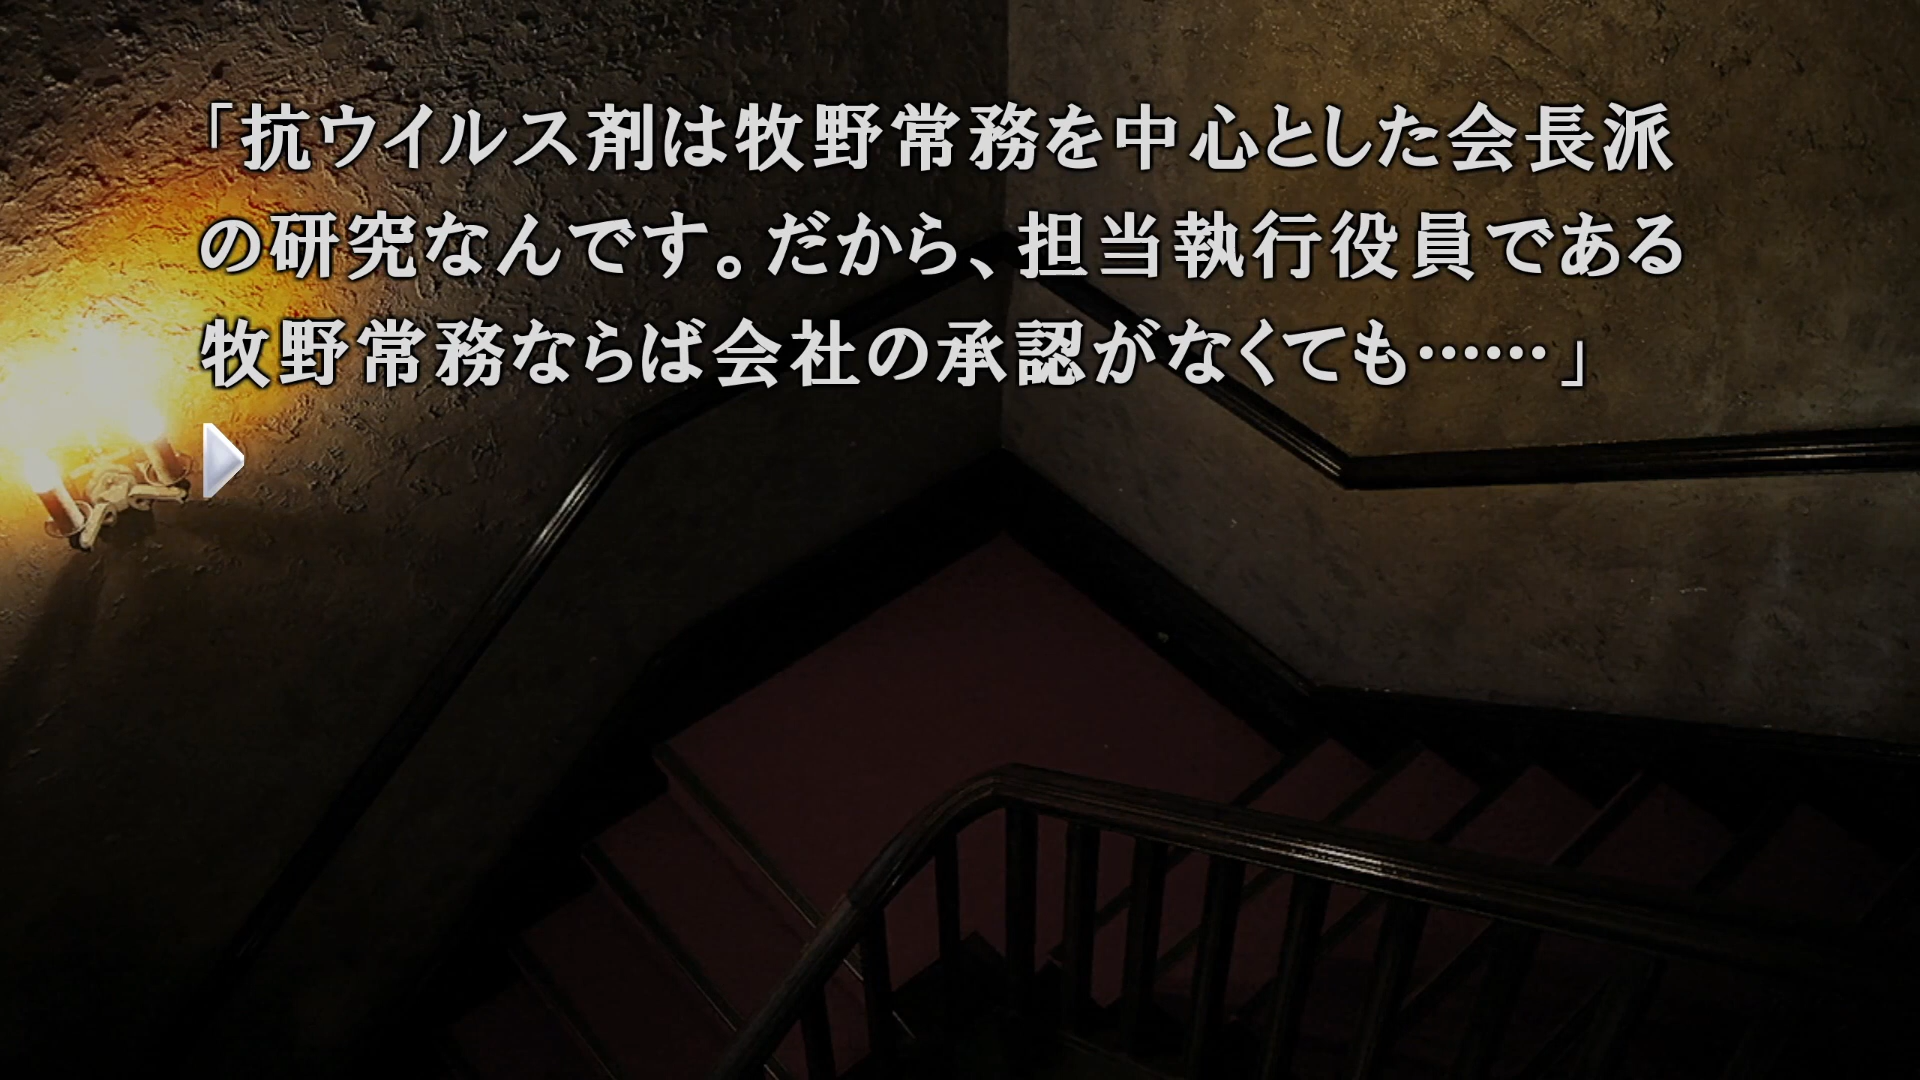 「抗ウイルス剤は牧野常務を中心とした会長派
の研究なんです。だから、担当執行役員である
牧野常務ならば会社の承認がなくても……」